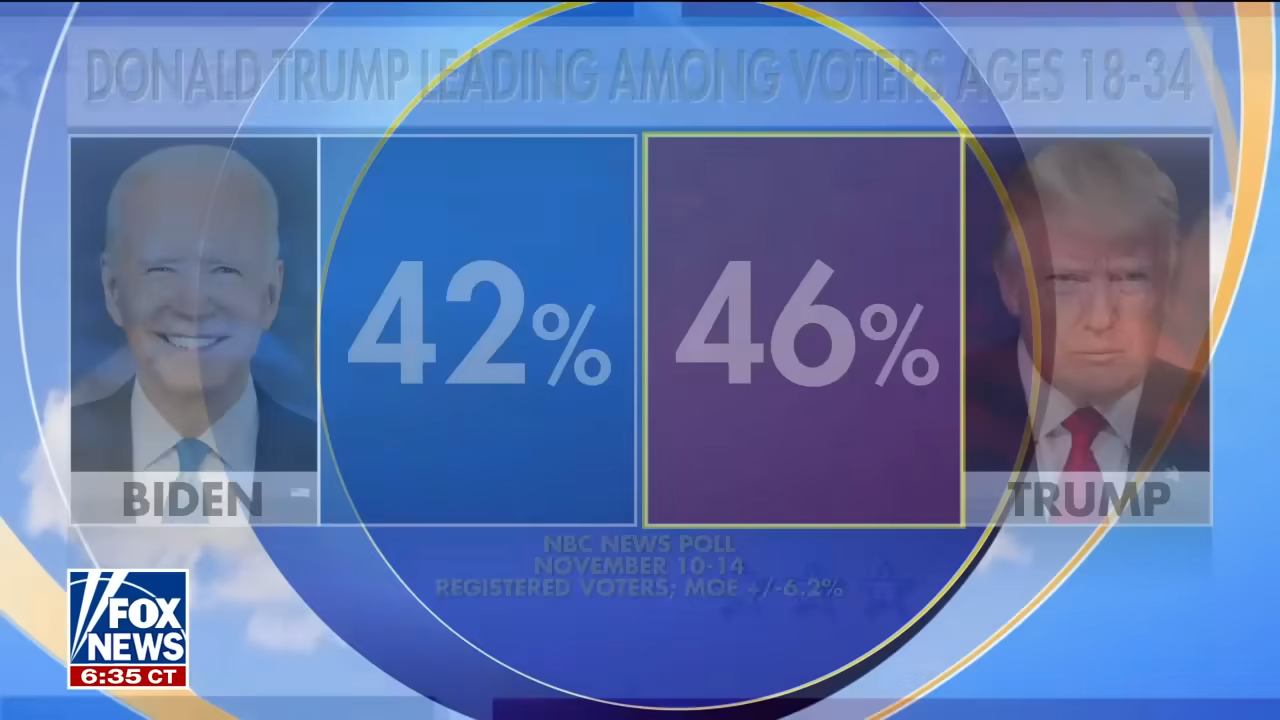 DONALD TRUMP LEADING AMONG VOTERS AGES 18-34
42%
46%
BIDEN
TRUMP
NBC NEWS POLL
NOVEMBER 10-14
REGISTERED VOTERS; MOE +/-6.2%
FOX
NEWS
6:35 CT